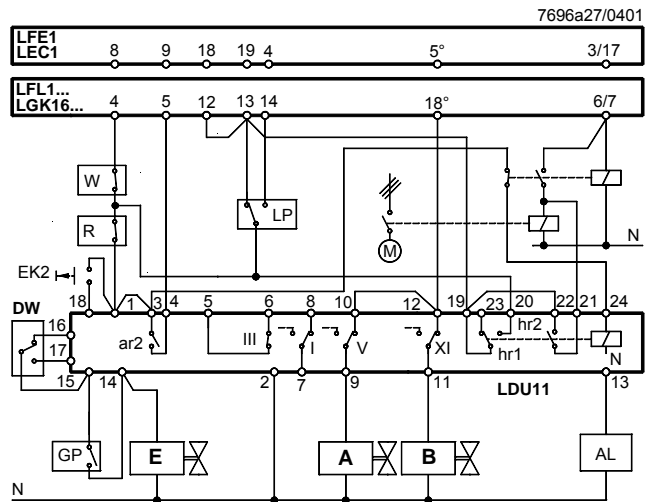 7696a27/0401
LFE1
LEC1
8 9 18 19 4 5° 3/17
LFL1...
LGK16...
4 5 12 13 14 18° 6/7
W
R
LP
M
N
EK2
DW
18 1 3 4 5 6 8 10 12 19 23 20 22 21 24
16
17
ar2 III I V XI hr2
hr1
N
15 14 2 7 9 11 13
LDU11
GP E A B AL
N